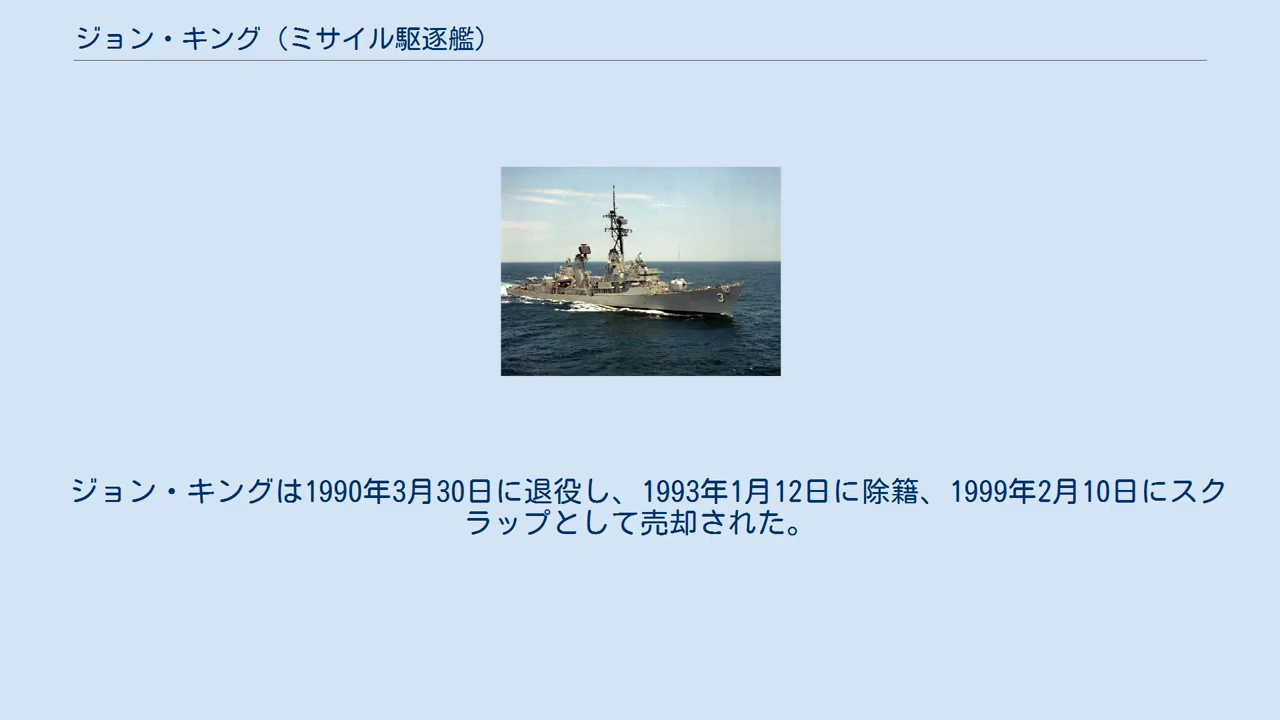 ジョン・キング（ミサイル駆逐艦）
3
ジョン・キングは1990年3月30日に退役し、1993年1月12日に除籍、1999年2月10日にスク
ラップとして売却された。